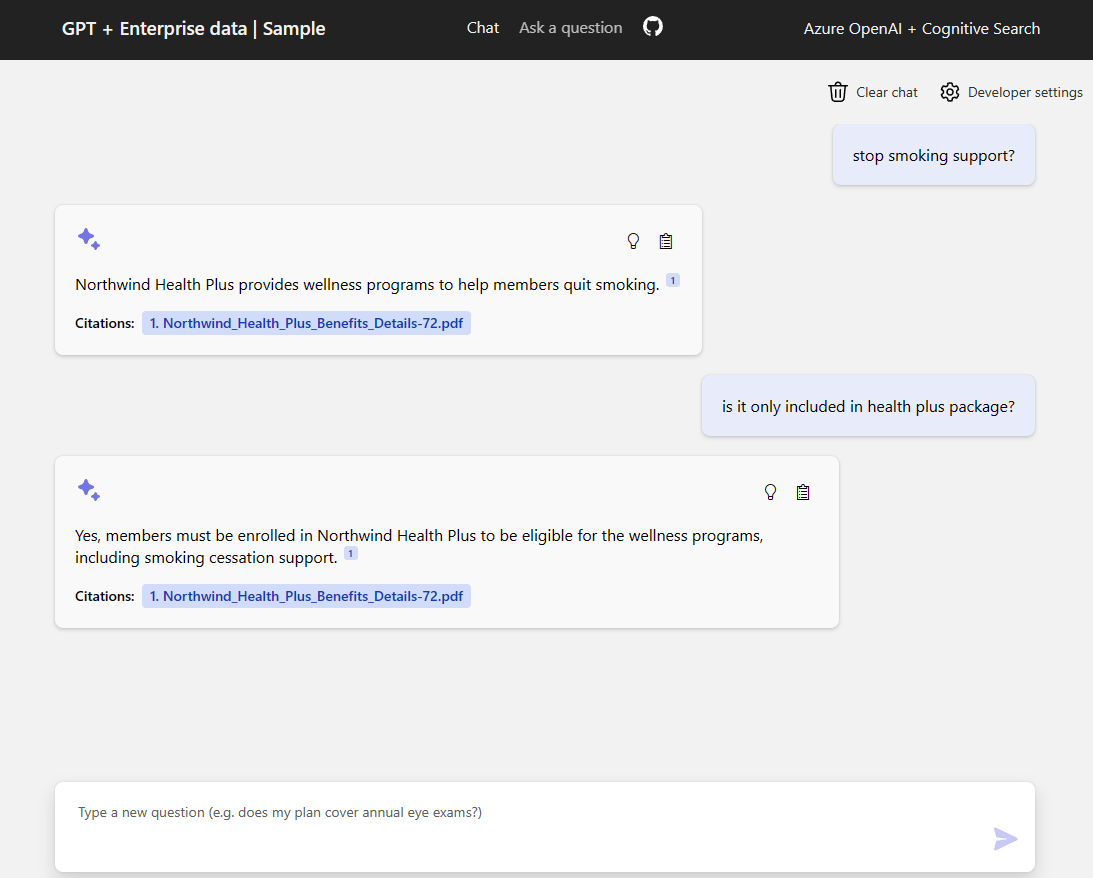 GPT + Enterprise data | Sample
Chat
Ask a question
Azure OpenAI + Cognitive Search
Clear chat
Developer settings
stop smoking support?
Northwind Health Plus provides wellness programs to help members quit smoking. 1
Citations: 1. Northwind_Health_Plus_Benefits_Details-72.pdf
is it only included in health plus package?
Yes, members must be enrolled in Northwind Health Plus to be eligible for the wellness programs,
including smoking cessation support. 1
Citations: 1. Northwind_Health_Plus_Benefits_Details-72.pdf
Type a new question (e.g. does my plan cover annual eye exams?)